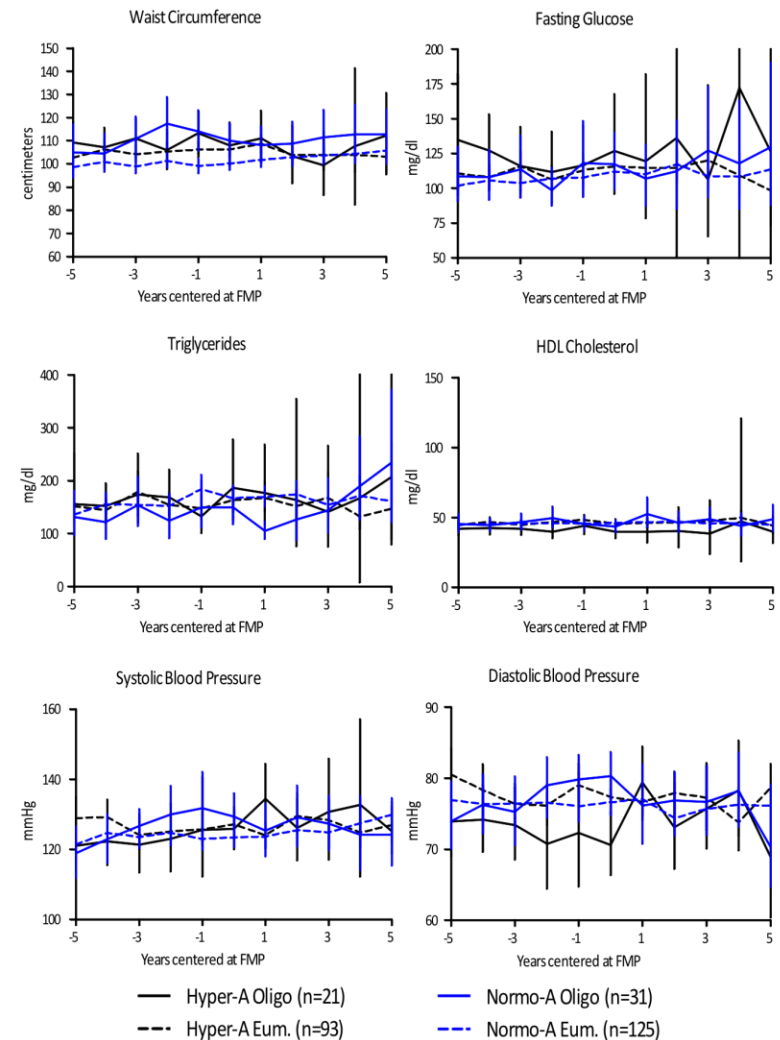 Waist Circumference
150
140
130
120
110
100
90
80
70
60
centimeters
-5 -3 -1 1 3 5
Years centered at FMP
Fasting Glucose
200
175
150
125
100
75
50
mg/dl
-5 -3 -1 1 3 5
Years centered at FMP
Triglycerides
400
300
200
100
0
mg/dl
-5 -3 -1 1 3 5
Years centered at FMP
HDL Cholesterol
150
100
50
0
mg/dl
-5 -3 -1 1 3 5
Years centered at FMP
Systolic Blood Pressure
160
140
120
100
mmHg
-5 -3 -1 1 3 5
Years centered at FMP
Diastolic Blood Pressure
90
80
70
60
mmHg
-5 -3 -1 1 3 5
Years centered at FMP
Hyper-A Oligo (n=21)
Normo-A Oligo (n=31)
Hyper-A Eum. (n=93)
Normo-A Eum. (n=125)